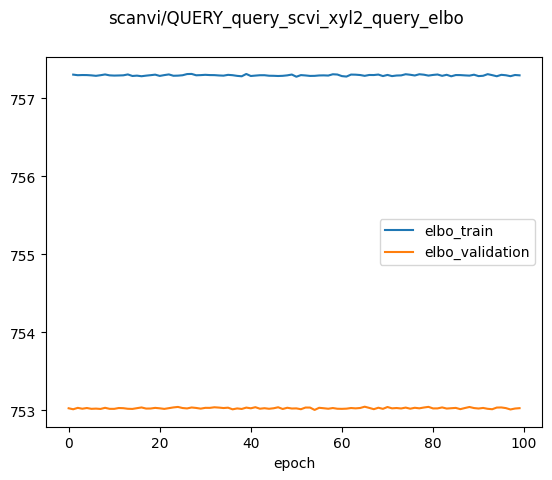 scanvi/QUERY_query_scvi_xyl2_query_elbo
757
756
755
754
753
elbo_train
elbo_validation
0 20 40 60 80 100
epoch